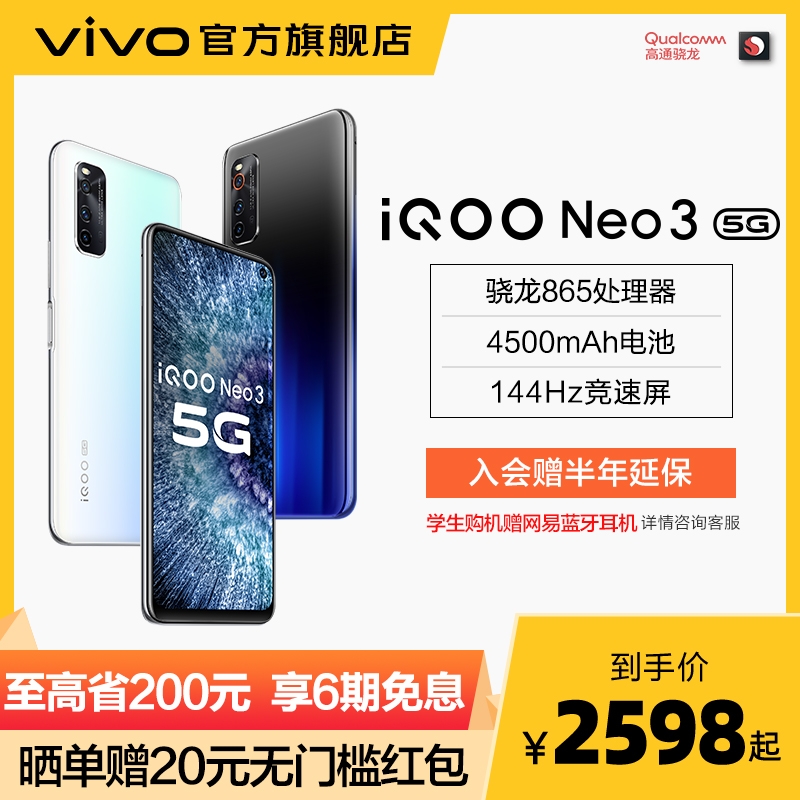 vivo官方旗舰店
Qualcomm
高通骁龙
iQOO Neo3 5G
骁龙865处理器
4500mAh电池
144Hz竞速屏
iQOO Neo3
5G
iQOO 5G
入会赠半年延保
学生购机赠网易蓝牙耳机 详情咨询客服
至高省200元 享6期免息
到手价
¥2598起
晒单赠20元无门槛红包